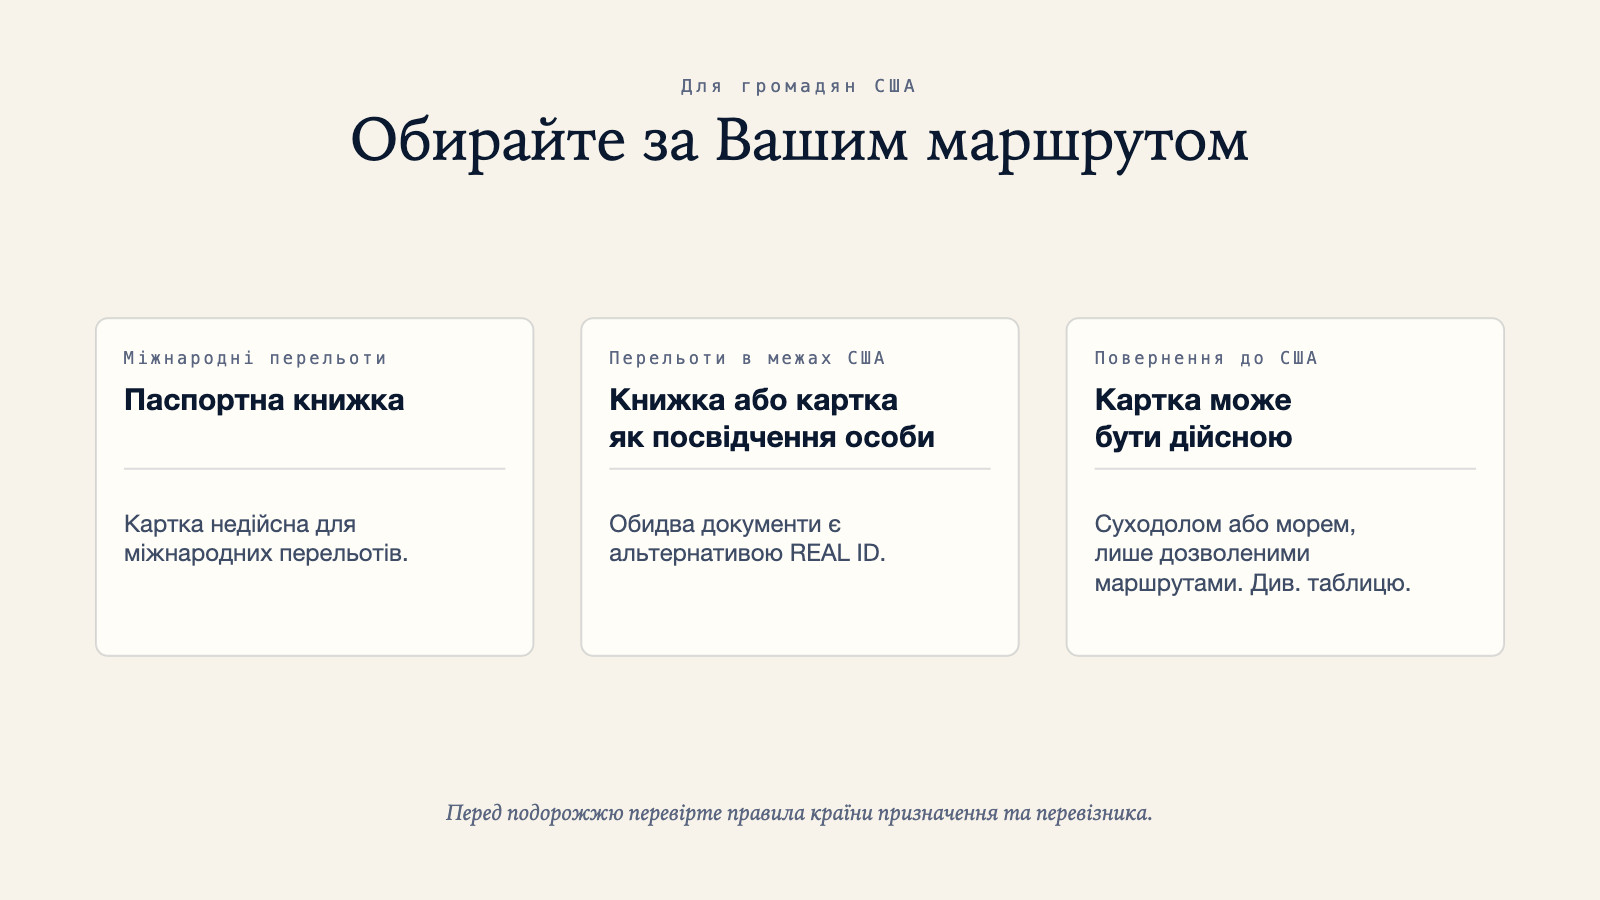 Для громадян США
Обирайте за Вашим маршрутом
Міжнародні перельоти
Паспортна книжка
Картка недійсна для
міжнародних перельотів.
Перельоти в межах США
Книжка або картка
як посвідчення особи
Обидва документи є
альтернативою REAL ID.
Повернення до США
Картка може
бути дійсною
Суходолом або морем,
лише дозволеними
маршрутами. Див. таблицю.
Перед подорожжю перевірте правила країни призначення та перевізника.